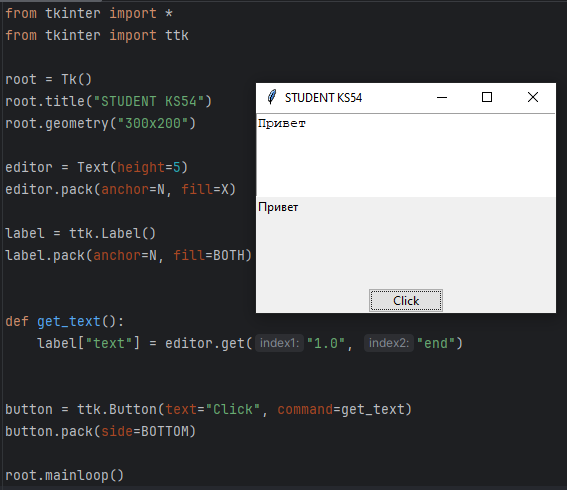 from tkinter import *
from tkinter import ttk
root = Tk()
root.title("STUDENT KS54")
root.geometry("300x200")
editor = Text(height=5)
editor.pack(anchor=N, fill=X)
label = ttk.Label()
label.pack(anchor=N, fill=BOTH)
def get_text():
    label["text"] = editor.get(index1: "1.0", index2: "end")
button = ttk.Button(text="Click", command=get_text)
button.pack(side=BOTTOM)
root.mainloop()
STUDENT KS54
Привет
Привет
Click